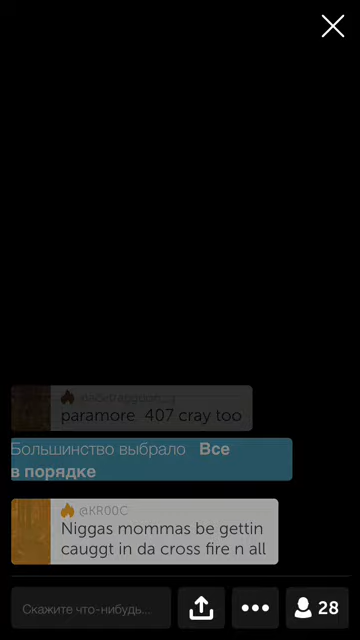 paramore 407 cray too
Большинство выбрало Все
в порядке
@KR00C
Niggas mommas be gettin
cauggt in da cross fire n all
Скажите что-нибудь...
28